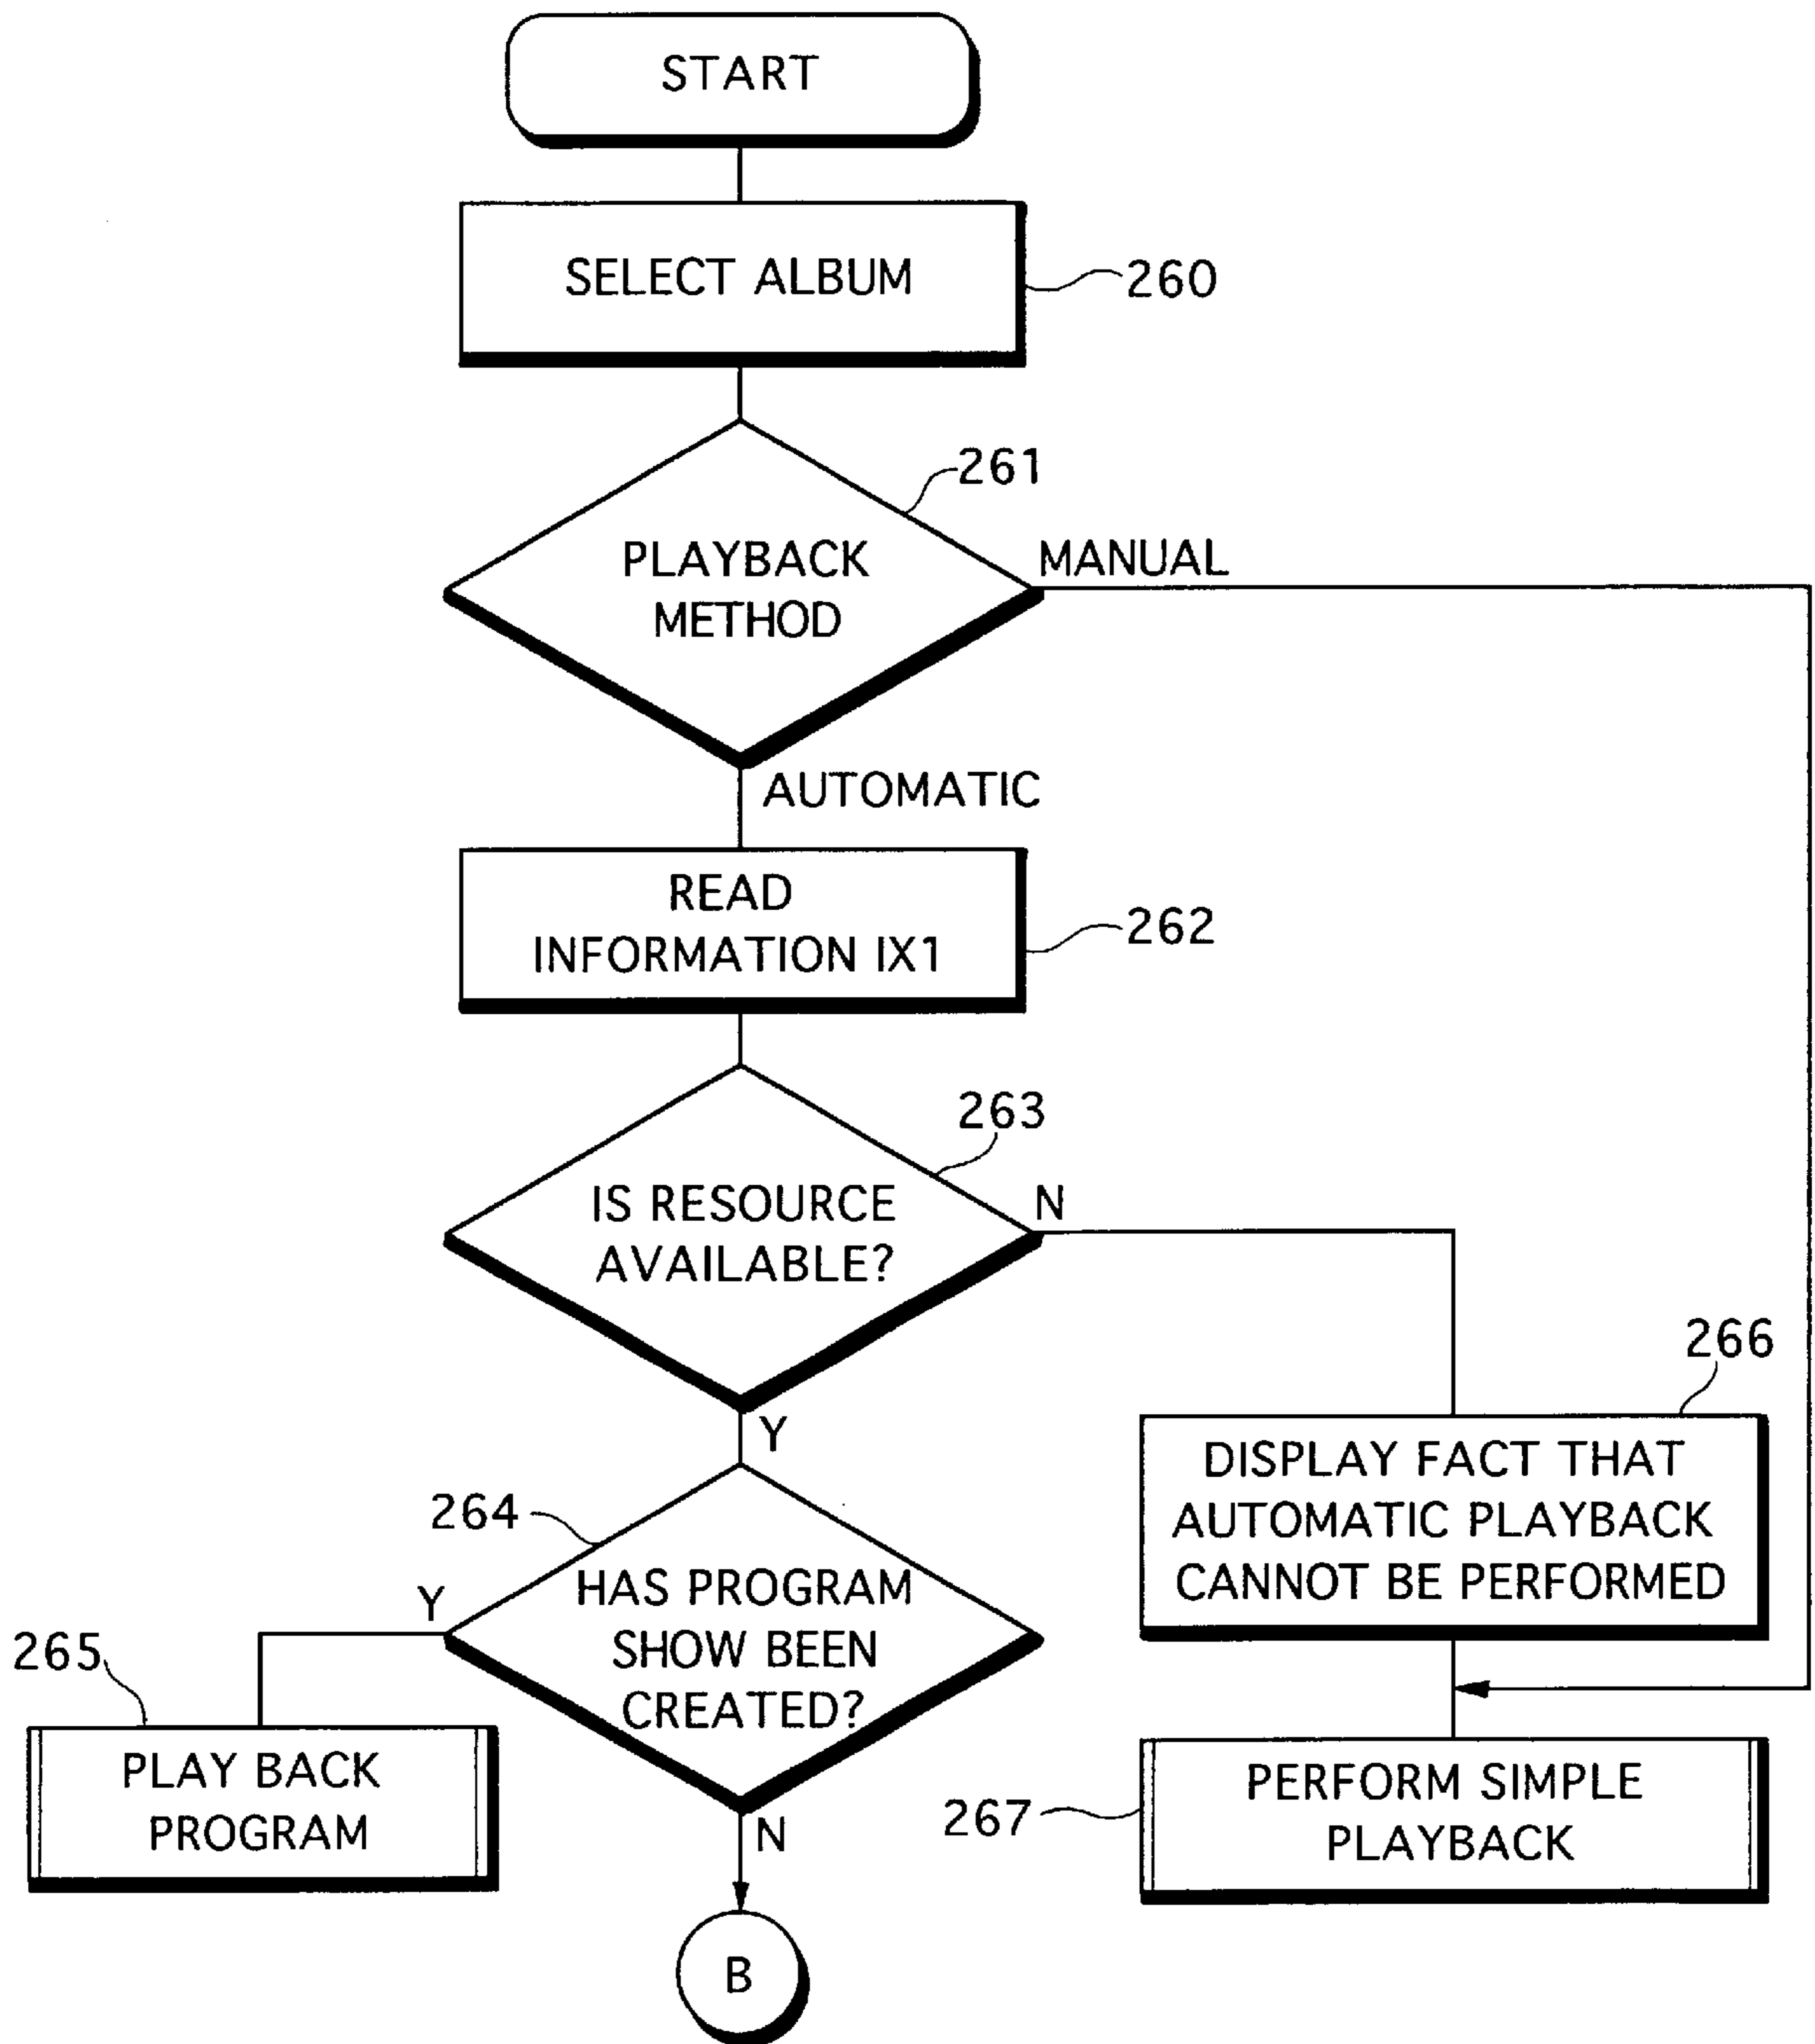 START
SELECT ALBUM
260
261
PLAYBACK
METHOD
MANUAL
AUTOMATIC
READ
INFORMATION IX1
262
263
IS RESOURCE
AVAILABLE?
N
Y
266
DISPLAY FACT THAT
AUTOMATIC PLAYBACK
CANNOT BE PERFORMED
264
HAS PROGRAM
SHOW BEEN
CREATED?
Y
N
265
PLAY BACK
PROGRAM
267
PERFORM SIMPLE
PLAYBACK
B